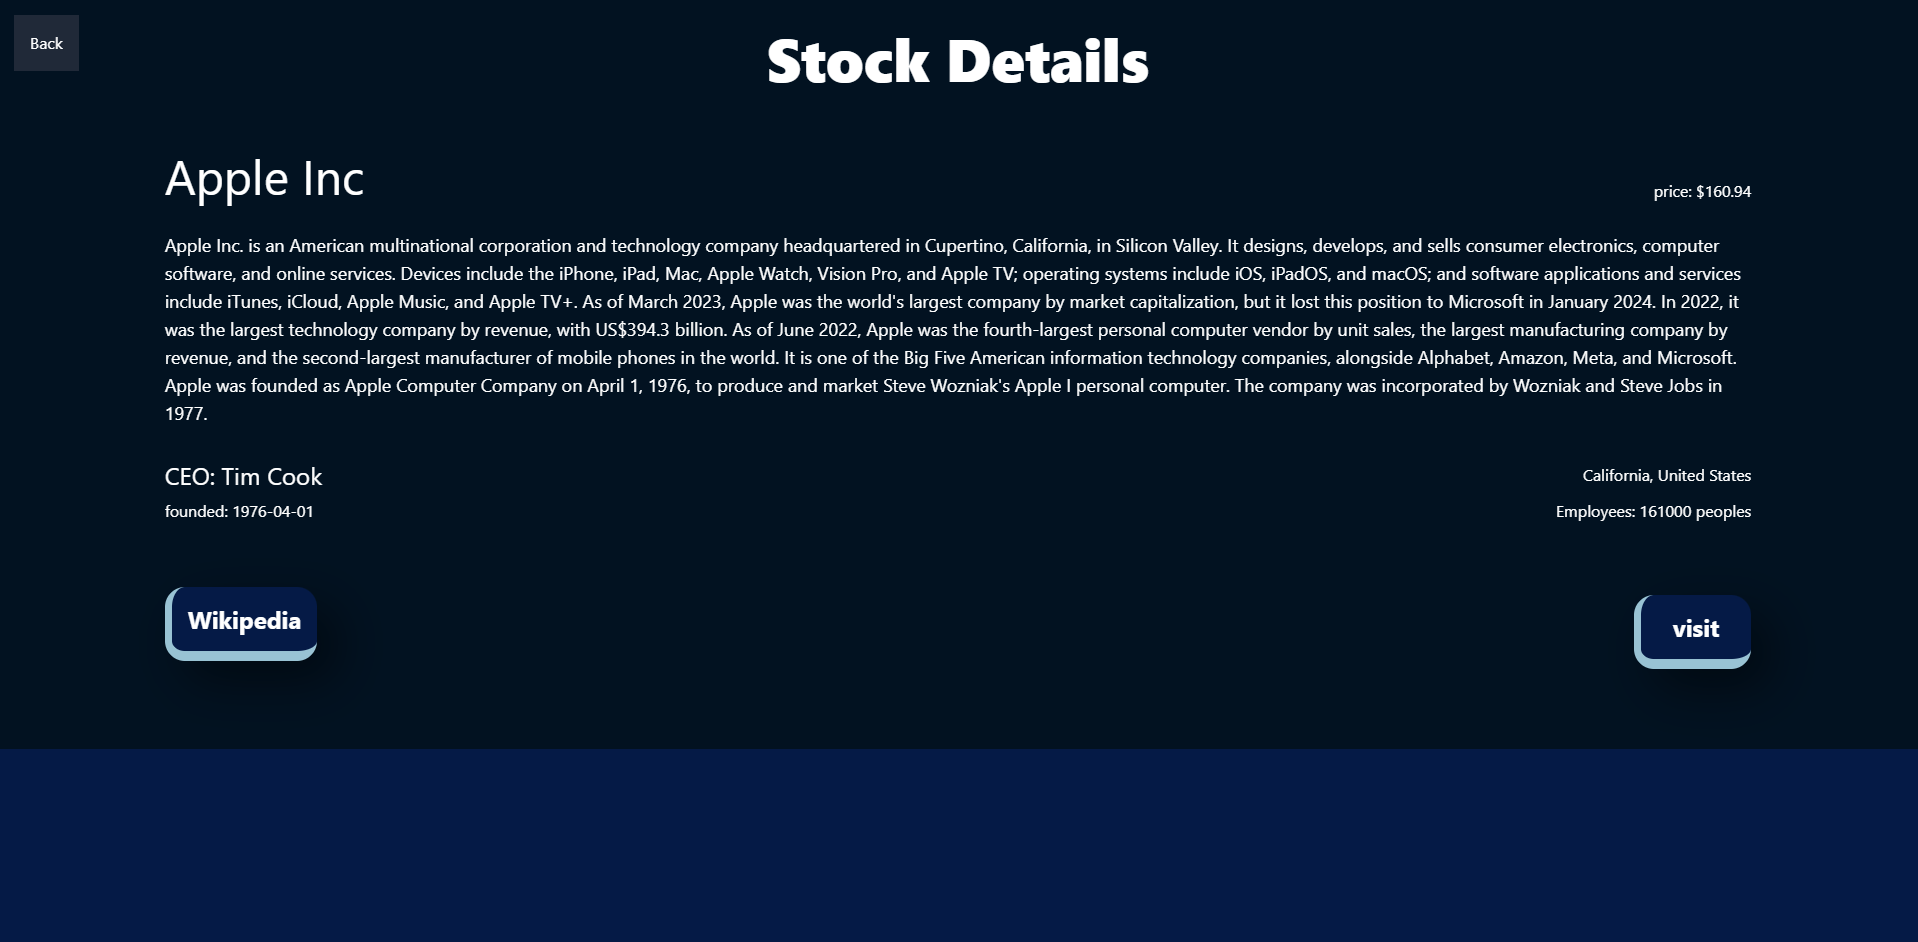 Back
Stock Details
Apple Inc
price: $160.94
Apple Inc. is an American multinational corporation and technology company headquartered in Cupertino, California, in Silicon Valley. It designs, develops, and sells consumer electronics, computer
software, and online services. Devices include the iPhone, iPad, Mac, Apple Watch, Vision Pro, and Apple TV; operating systems include iOS, iPadOS, and macOS; and software applications and services
include iTunes, iCloud, Apple Music, and Apple TV+. As of March 2023, Apple was the world's largest company by market capitalization, but it lost this position to Microsoft in January 2024. In 2022, it
was the largest technology company by revenue, with US$394.3 billion. As of June 2022, Apple was the fourth-largest personal computer vendor by unit sales, the largest manufacturing company by
revenue, and the second-largest manufacturer of mobile phones in the world. It is one of the Big Five American information technology companies, alongside Alphabet, Amazon, Meta, and Microsoft.
Apple was founded as Apple Computer Company on April 1, 1976, to produce and market Steve Wozniak's Apple I personal computer. The company was incorporated by Wozniak and Steve Jobs in
1977.
CEO: Tim Cook
California, United States
founded: 1976-04-01
Employees: 161000 peoples
Wikipedia
visit